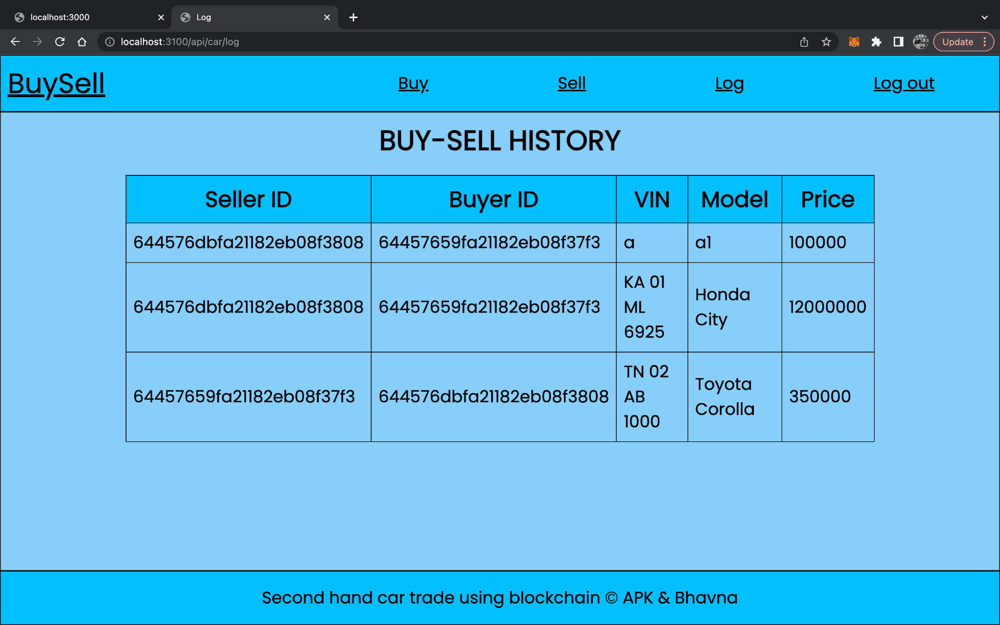 localhost:3000
Log
localhost:3100/api/car/log
Update
BuySell Buy Sell Log Log out
BUY-SELL HISTORY
Seller ID Buyer ID VIN Model Price
644576dbfa21182eb08f3808 64457659fa21182eb08f37f3 a a1 100000
644576dbfa21182eb08f3808 64457659fa21182eb08f37f3 KA 01
ML
6925
Honda
City
12000000
64457659fa21182eb08f37f3 644576dbfa21182eb08f3808 TN 02
AB
1000
Toyota
Corolla
350000
Second hand car trade using blockchain © APK & Bhavna